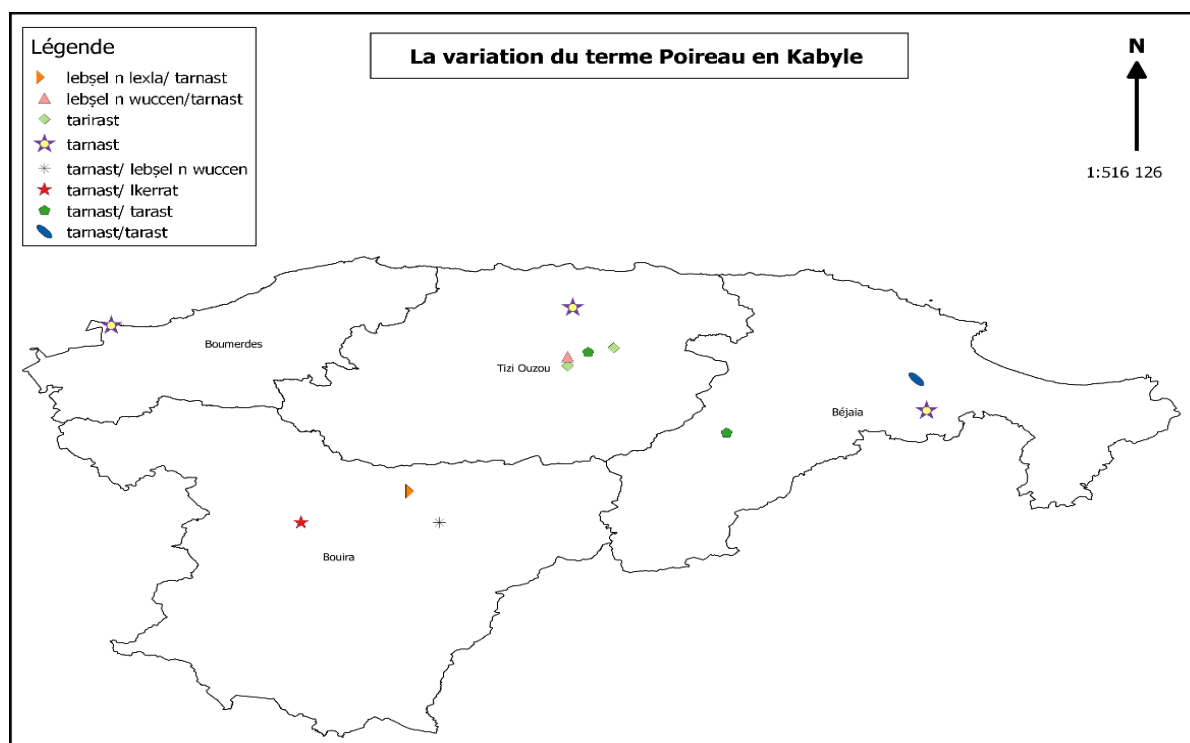 La variation du terme Poireau en Kabyle
N
1:516 126
Légende
lebṣel n lexla/ tarnast
lebṣel n wuccen/tarnast
tarirast
tarnast
tarnast/ lebṣel n wuccen
tarnast/ lkerrat
tarnast/ tarast
tarnast/tarast
Boumerdes
Tizi Ouzou
Béjaia
Bouira